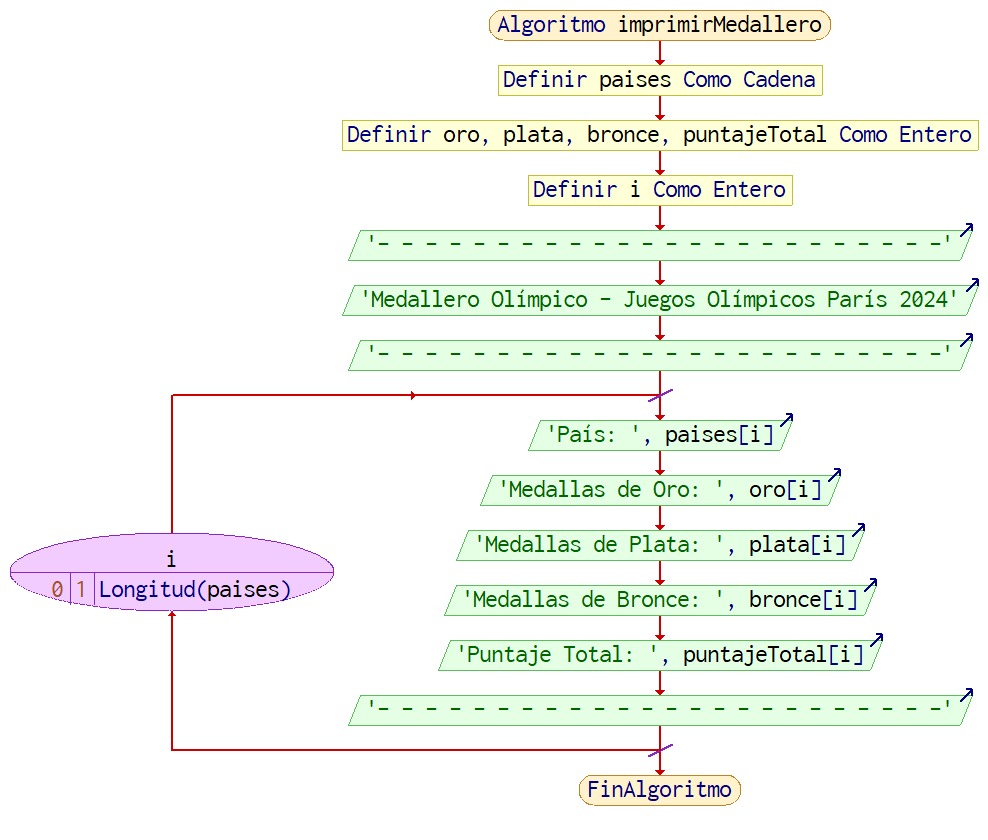 Algoritmo imprimirMedallero
Definir paises Como Cadena
Definir oro, plata, bronce, puntajeTotal Como Entero
Definir i Como Entero
'- - - - - - - - - - - - - - - - - - - - - - - -'
'Medallero Olímpico - Juegos Olímpicos París 2024'
'- - - - - - - - - - - - - - - - - - - - - - - -'
'País: ', paises[i]
'Medallas de Oro: ', oro[i]
'Medallas de Plata: ', plata[i]
i
0 1 Longitud(paises)
'Medallas de Bronce: ', bronce[i]
'Puntaje Total: ', puntajeTotal[i]
'- - - - - - - - - - - - - - - - - - - - - - - -'
FinAlgoritmo